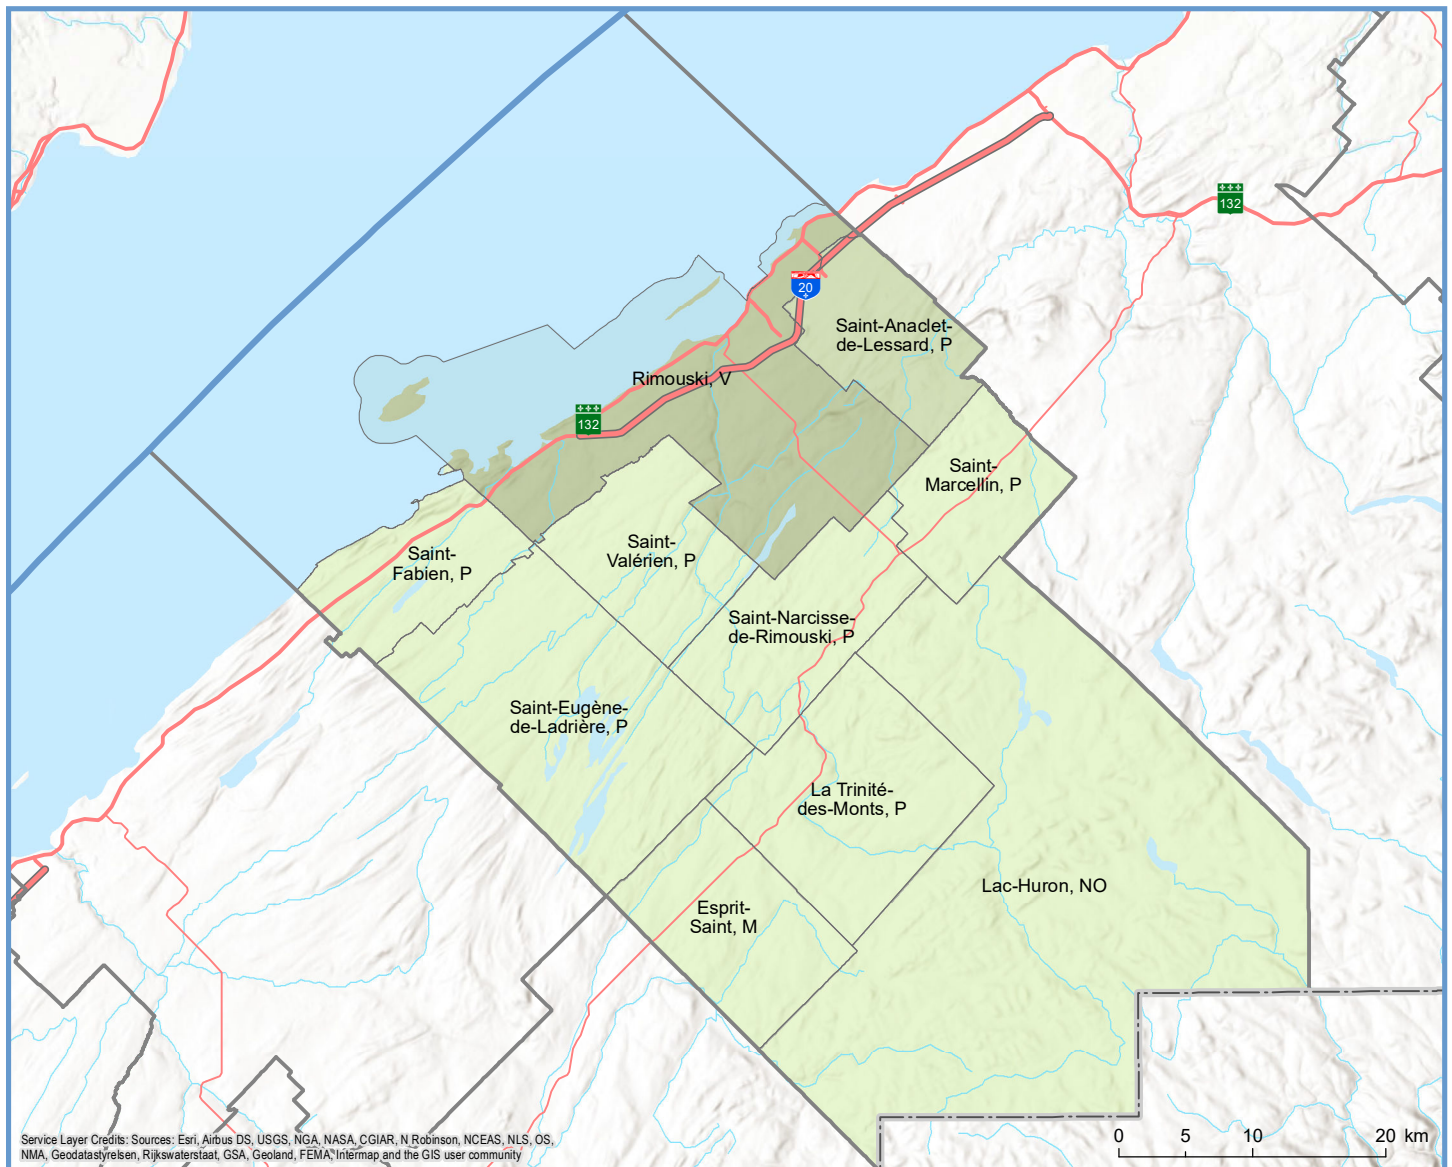 132
20
Saint-Anaclet-
de-Lessard, P
Rimouski, V
132
Saint-
Marcellin, P
Saint-
Valérien, P
Saint-
Fabien, P
Saint-Narcisse-
de-Rimouski, P
Saint-Eugène-
de-Ladrière, P
La Trinité-
des-Monts, P
Lac-Huron, NO
Esprit-
Saint, M
Service Layer Credits: Sources: Esri, Airbus DS, USGS, NGA, NASA, CGIAR, N Robinson, NCEAS, NLS, OS,
NMA, Geodatastyrelsen, Rijkswaterstaat, GSA, Geoland, FEMA, Intermap and the GIS user community
0 5 10 20 km